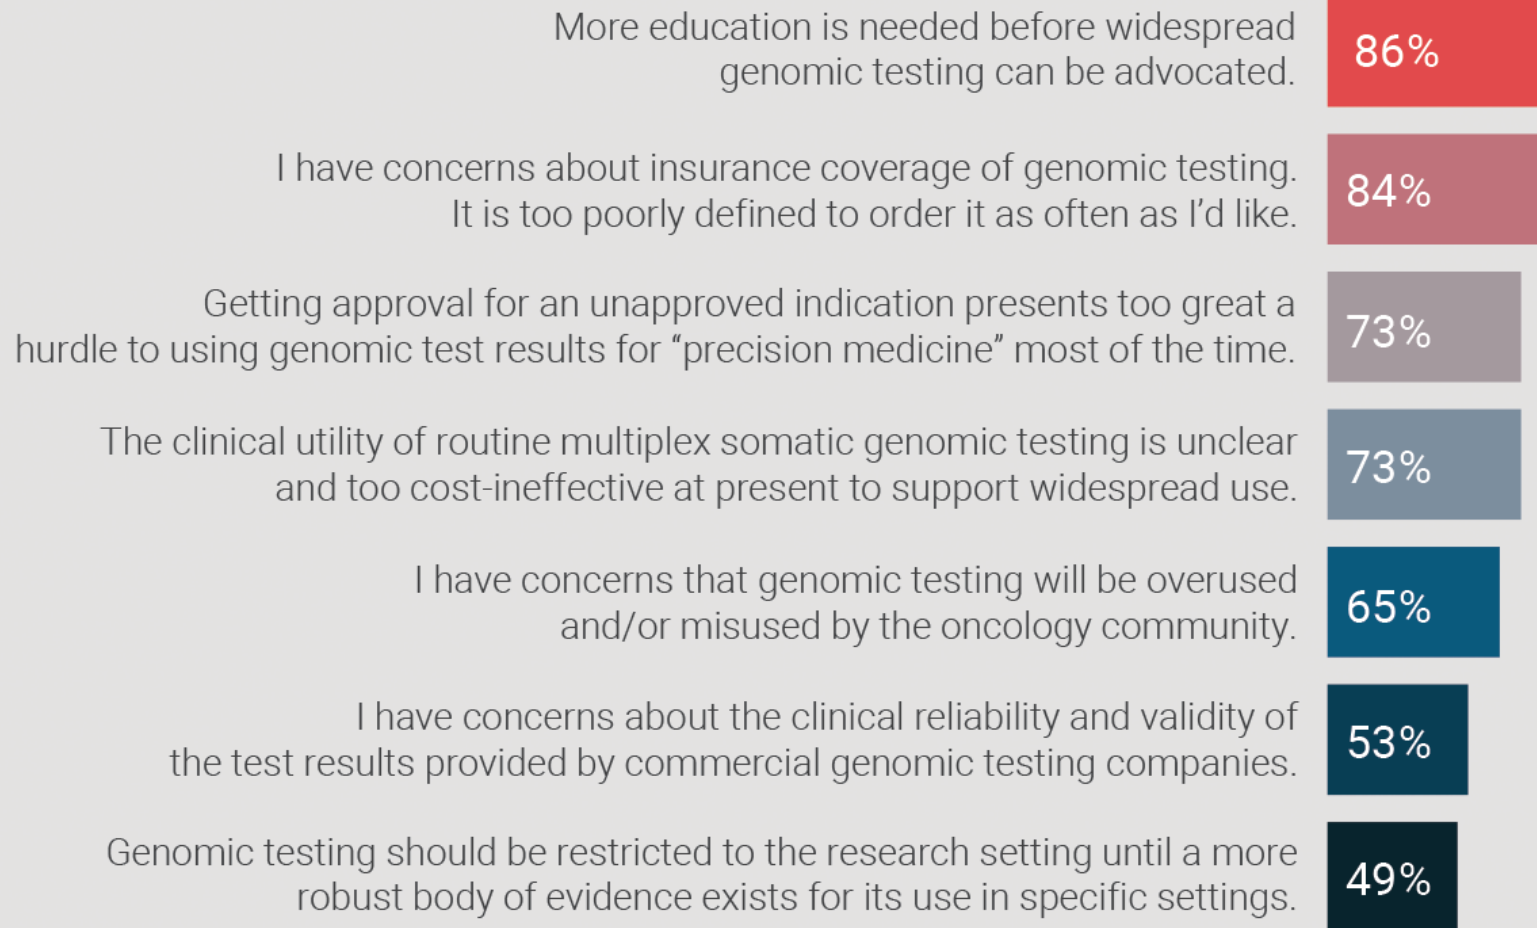 More education is needed before widespread
genomic testing can be advocated.
86%
I have concerns about insurance coverage of genomic testing.
It is too poorly defined to order it as often as I’d like.
84%
Getting approval for an unapproved indication presents too great a
hurdle to using genomic test results for “precision medicine” most of the time.
73%
The clinical utility of routine multiplex somatic genomic testing is unclear
and too cost-ineffective at present to support widespread use.
73%
I have concerns that genomic testing will be overused
and/or misused by the oncology community.
65%
I have concerns about the clinical reliability and validity of
the test results provided by commercial genomic testing companies.
53%
Genomic testing should be restricted to the research setting until a more
robust body of evidence exists for its use in specific settings.
49%